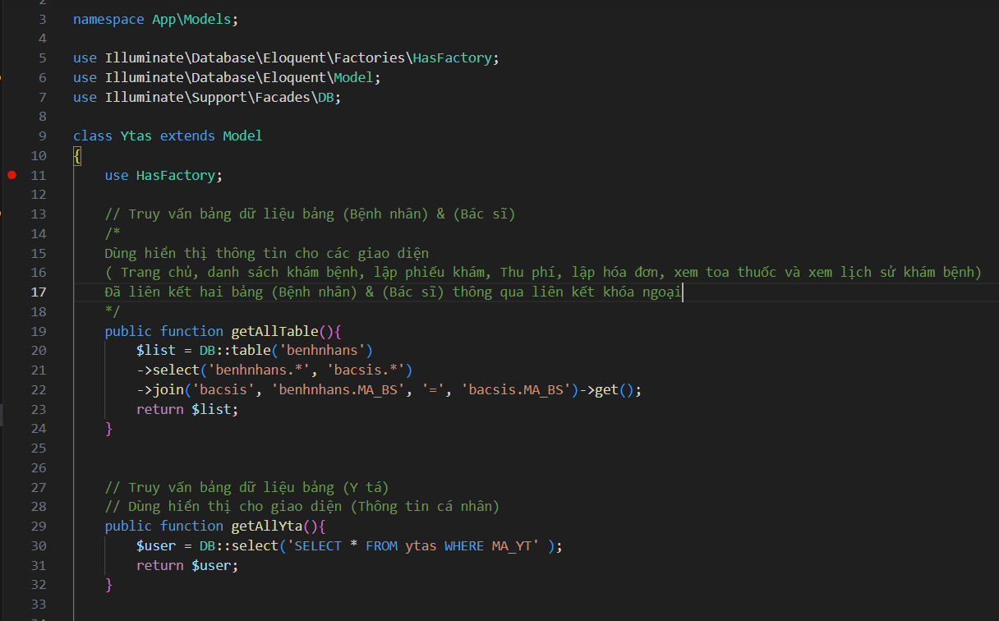 2
3 namespace App\Models;
4
5 use Illuminate\Database\Eloquent\Factories\HasFactory;
6 use Illuminate\Database\Eloquent\Model;
7 use Illuminate\Support\Facades\DB;
8
9 class Ytas extends Model
10 {
11 use HasFactory;
12
13 // Truy vấn bảng dữ liệu bảng (Bệnh nhân) & (Bác sĩ)
14 /*
15 Dùng hiển thị thông tin cho các giao diện
16 ( Trang chủ, danh sách khám bệnh, lập phiếu khám, Thu phí, lập hóa đơn, xem toa thuốc và xem lịch sử khám bệnh)
17 Đã liên kết hai bảng (Bệnh nhân) & (Bác sĩ) thông qua liên kết khóa ngoại
18 */
19 public function getAllTable(){
20 $list = DB::table('benhnhans')
21 ->select('benhnhans.*', 'bacsis.*')
22 ->join('bacsis', 'benhnhans.MA_BS', '=', 'bacsis.MA_BS')->get();
23 return $list;
24 }
25
26
27 // Truy vấn bảng dữ liệu bảng (Y tá)
28 // Dùng hiển thị cho giao diện (Thông tin cá nhân)
29 public function getAllYta(){
30 $user = DB::select('SELECT * FROM ytas WHERE MA_YT' );
31 return $user;
32 }
33